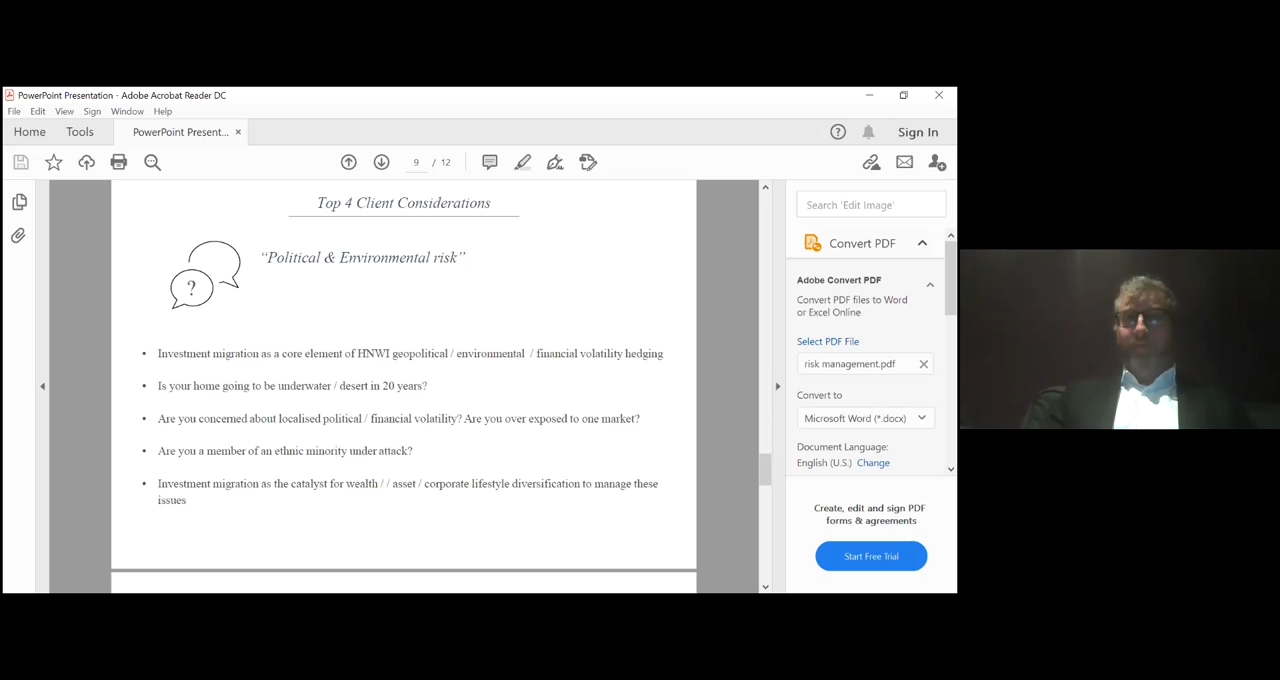 PowerPoint Presentation - Adobe Acrobat Reader DC
File Edit View Sign Window Help
Home Tools PowerPoint Present... ×
Sign In
9 / 12
Top 4 Client Considerations
?
“Political & Environmental risk”
• Investment migration as a core element of HNWI geopolitical / environmental / financial volatility hedging
• Is your home going to be underwater / desert in 20 years?
• Are you concerned about localised political / financial volatility? Are you over exposed to one market?
• Are you a member of an ethnic minority under attack?
• Investment migration as the catalyst for wealth / / asset / corporate lifestyle diversification to manage these
issues
Search 'Edit Image'
Convert PDF
Adobe Convert PDF
Convert PDF files to Word
or Excel Online
Select PDF File
risk management.pdf
Convert to
Microsoft Word (*.docx)
Document Language:
English (U.S.) Change
Create, edit and sign PDF
forms & agreements
Start Free Trial